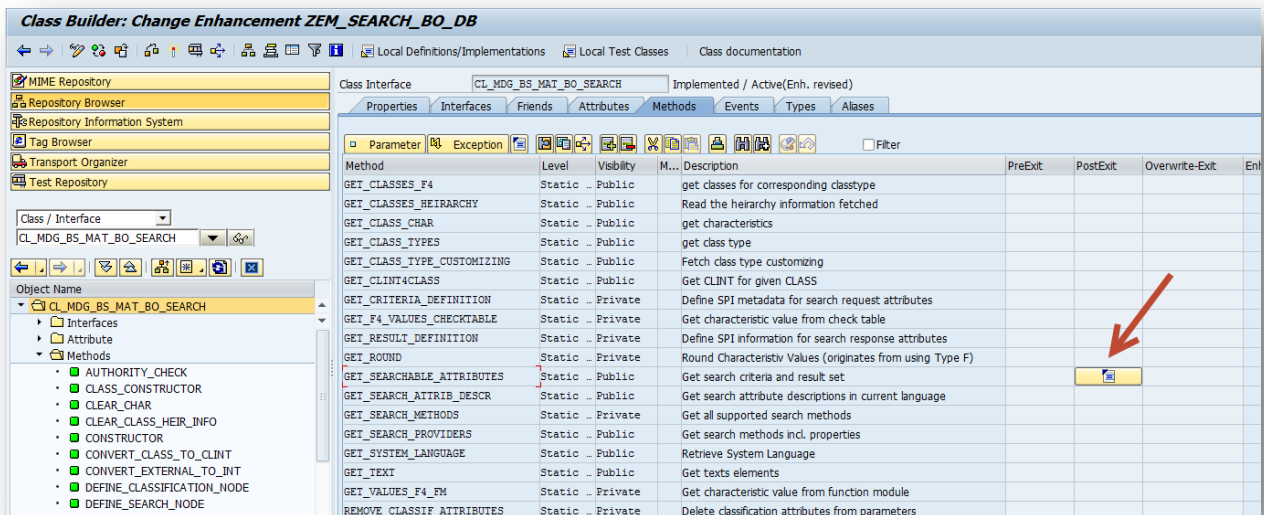 Class Builder: Change Enhancement ZEM_SEARCH_BO_DB
Local Definitions/Implementations Local Test Classes Class documentation
MIME Repository
Repository Browser
Repository Information System
Tag Browser
Transport Organizer
Test Repository
Class / Interface
CL_MDG_BS_MAT_BO_SEARCH
Object Name
CL_MDG_BS_MAT_BO_SEARCH
Interfaces
Attribute
Methods
AUTHORITY_CHECK
CLASS_CONSTRUCTOR
CLEAR_CHAR
CLEAR_CLASS_HEIR_INFO
CONSTRUCTOR
CONVERT_CLASS_TO_CLINT
CONVERT_EXTERNAL_TO_INT
DEFINE_CLASSIFICATION_NODE
DEFINE_SEARCH_NODE
Class Interface CL_MDG_BS_MAT_BO_SEARCH Implemented / Active(Enh. revised)
Properties Interfaces Friends Attributes Methods Events Types Aliases
Parameter Exception Filter
Method Level Visibility M... Description PreExit PostExit Overwrite-Exit Enh
GET_CLASSES_F4 Static .. Public get classes for corresponding classtype
GET_CLASSES_HEIRARCHY Static .. Public Read the heirarchy information fetched
GET_CLASS_CHAR Static .. Public get characteristics
GET_CLASS_TYPES Static .. Public get class type
GET_CLASS_TYPE_CUSTOMIZING Static .. Public Fetch class type customizing
GET_CLINT4CLASS Static .. Public Get CLINT for given CLASS
GET_CRITERIA_DEFINITION Static .. Private Define SPI metadata for search request attributes
GET_F4_VALUES_CHECKTABLE Static .. Private Get characteristic value from check table
GET_RESULT_DEFINITION Static .. Private Define SPI information for search response attributes
GET_ROUND Static .. Private Round Characteristiv Values (originates from using Type F)
GET_SEARCHABLE_ATTRIBUTES Static .. Public Get search criteria and result set
GET_SEARCH_ATTRIB_DESCR Static .. Public Get search attribute descriptions in current language
GET_SEARCH_METHODS Static .. Private Get all supported search methods
GET_SEARCH_PROVIDERS Static .. Public Get search methods incl. properties
GET_SYSTEM_LANGUAGE Static .. Public Retrieve System Language
GET_TEXT Static .. Public Get texts elements
GET_VALUES_F4_FM Static .. Private Get characteristic value from function module
REMOVE_CLASSIF_ATTRIBUTES Static .. Private Delete classification attributes from parameters